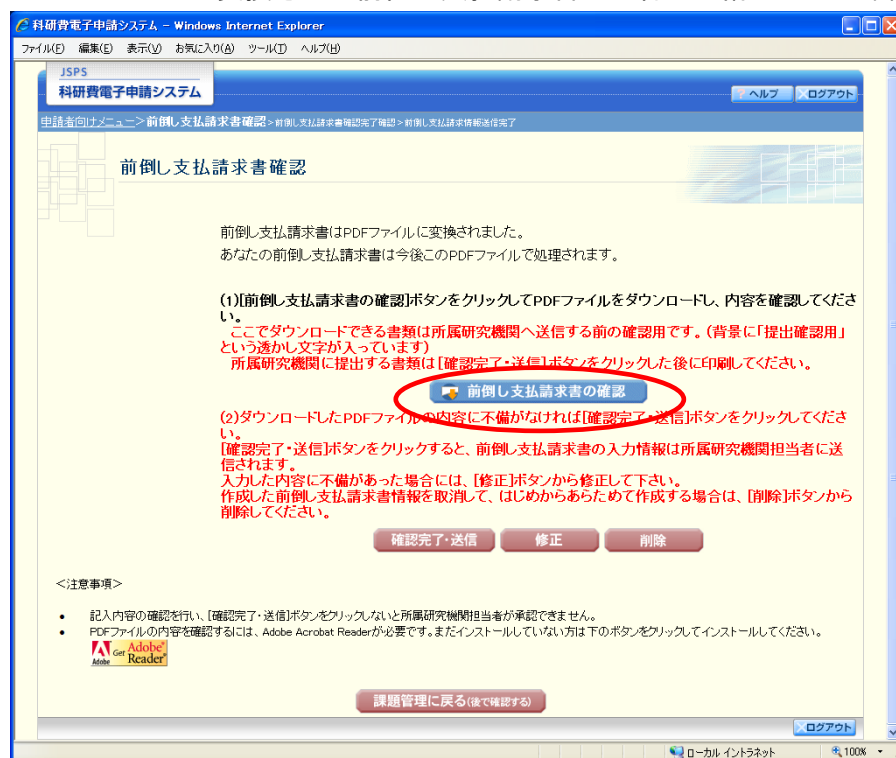 科研費電子申請システム - Windows Internet Explorer
ファイル(F) 編集(E) 表示(V) お気に入り(A) ツール(T) ヘルプ(H)
JSPS
科研費電子申請システム
ヘルプ ログアウト
申請者向けメニュー>前倒し支払請求書確認>前倒し支払請求書確認完了確認>前倒し支払請求情報送信完了
前倒し支払請求書確認
前倒し支払請求書はPDFファイルに変換されました。
あなたの前倒し支払請求書は今後このPDFファイルで処理されます。
(1)[前倒し支払請求書の確認]ボタンをクリックしてPDFファイルをダウンロードし、内容を確認してくださ
い。
ここでダウンロードできる書類は所属研究機関へ送信する前の確認用です。(背景に「提出確認用」
という透かし文字が入っています)
所属研究機関に提出する書類は[確認完了・送信]ボタンをクリックした後に印刷してください。
前倒し支払請求書の確認
(2)ダウンロードしたPDFファイルの内容に不備がなければ[確認完了・送信]ボタンをクリックしてくださ
い。
[確認完了・送信]ボタンをクリックすると、前倒し支払請求書の入力情報は所属研究機関担当者に送
信されます。
入力した内容に不備があった場合には、[修正]ボタンから修正して下さい。
作成した前倒し支払請求書情報を取消して、はじめからあらためて作成する場合は、[削除]ボタンから
削除してください。
確認完了・送信 修正 削除
<注意事項>
• 記入内容の確認を行い、[確認完了・送信]ボタンをクリックしないと所属研究機関担当者が承認できません。
• PDFファイルの内容を確認するには、Adobe Acrobat Readerが必要です。まだインストールしていない方は下のボタンをクリックしてインストールしてください。
Adobe Get Adobe Reader
課題管理に戻る(後で確認する)
ログアウト
ローカル イントラネット 100%